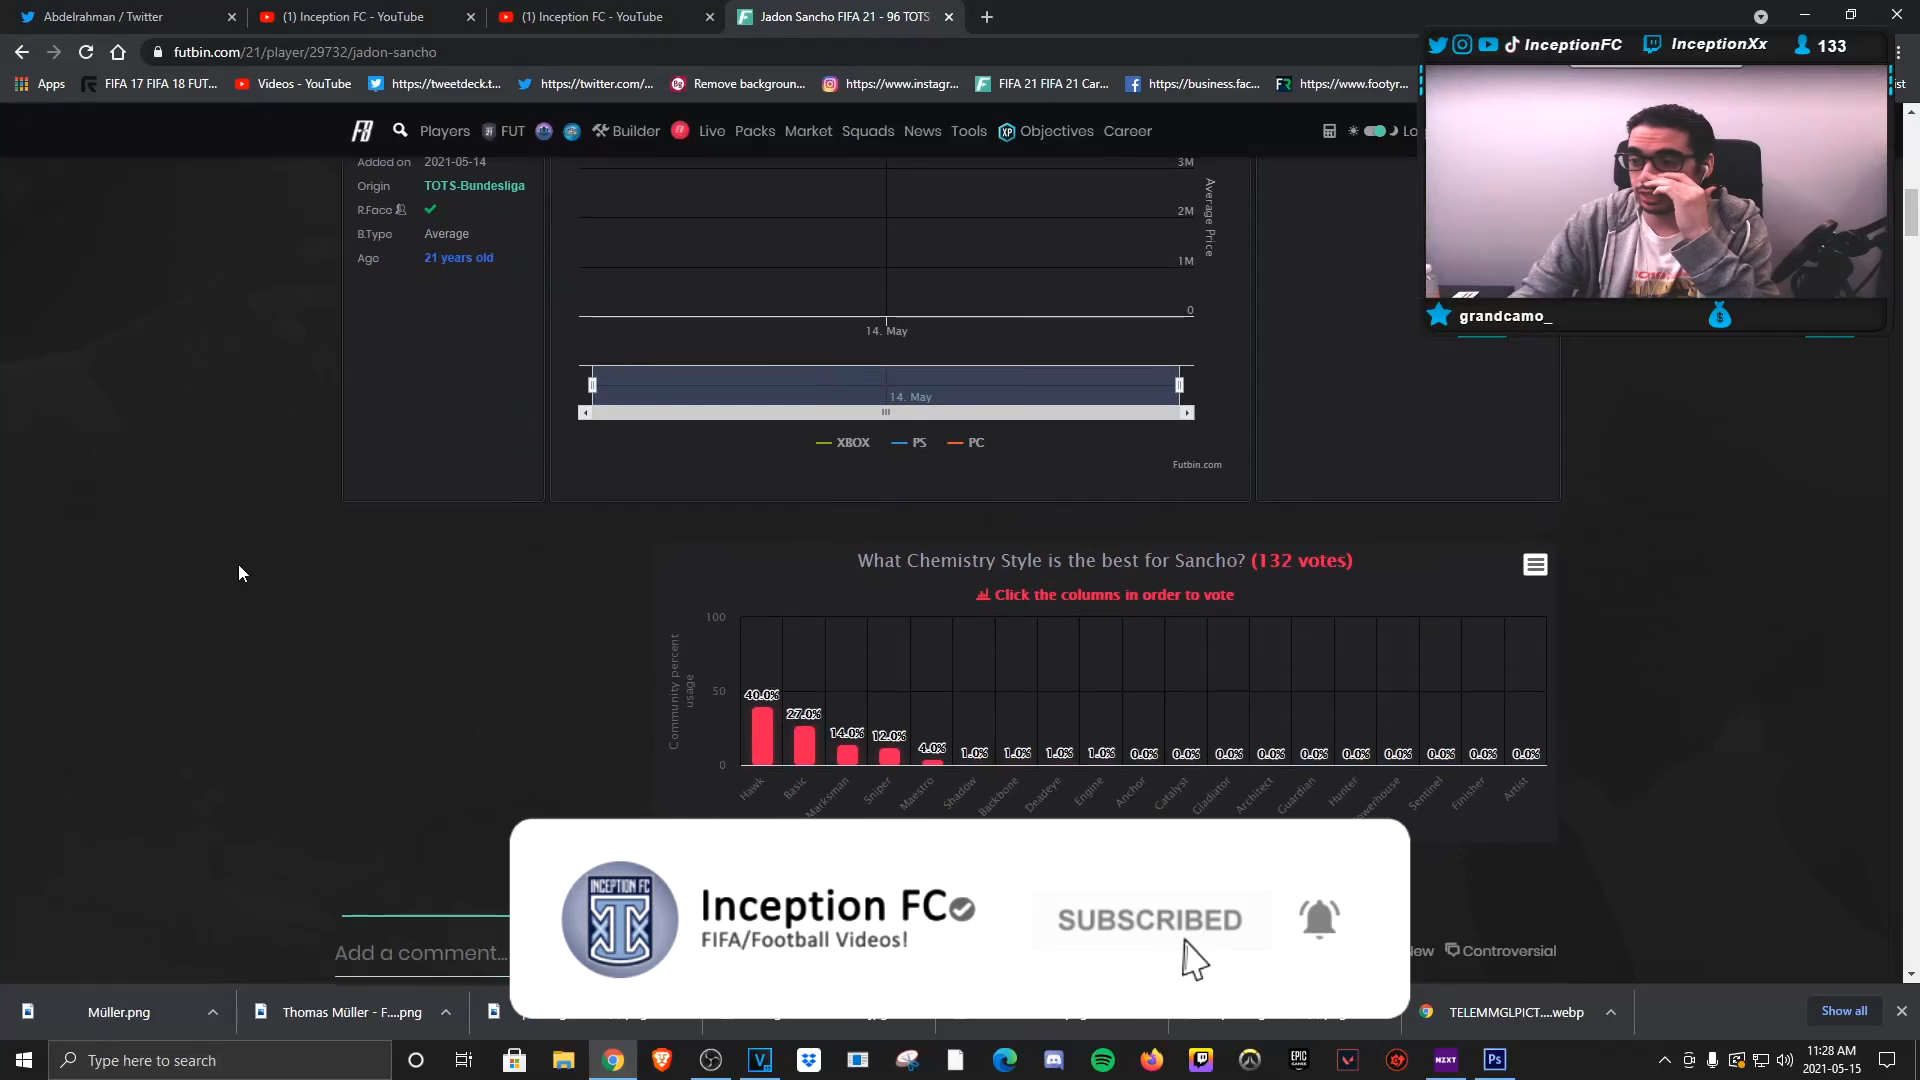 Abdelrahman / Twitter
(1) Inception FC - YouTube
(1) Inception FC - YouTube
Jadon Sancho FIFA 21 - 96 TOTS
futbin.com/21/player/29732/jadon-sancho
Apps
FIFA 17 FIFA 18 FUT...
Videos - YouTube
https://tweetdeck.t...
https://twitter.com/...
Remove backgroun...
https://www.instagr...
FIFA 21 FIFA 21 Car...
https://business.fac...
https://www.footyr...
InceptionFC
InceptionXx
133
Players
FUT
Builder
Live
Packs
Market
Squads
News
Tools
XP
Objectives
Career
Added on 2021-05-14
Origin TOTS-Bundesliga
R.Face
B.Type Average
Age 21 years old
3M
2M
1M
0
Average Price
14. May
14. May
XBOX
PS
PC
Futbin.com
grandcamo_
What Chemistry Style is the best for Sancho? (132 votes)
Click the columns in order to vote
Community percent
usage
100
50
0
40.0%
27.0%
14.0%
12.0%
4.0%
1.0%
1.0%
1.0%
1.0%
0.0%
0.0%
0.0%
0.0%
0.0%
0.0%
0.0%
0.0%
0.0%
0.0%
Hawk
Basic
Marksman
Sniper
Maestro
Shadow
Backbone
Deadeye
Engine
Anchor
Catalyst
Gladiator
Architect
Guardian
Hunter
Sentinel
Finisher
Artist
INCEPTION FC
Inception FC
FIFA/Football Videos!
SUBSCRIBED
Add a comment...
Controversial
Müller.png
Thomas Müller - F....png
TELEMMGLPICT....webp
Show all
Type here to search
11:28 AM
2021-05-15